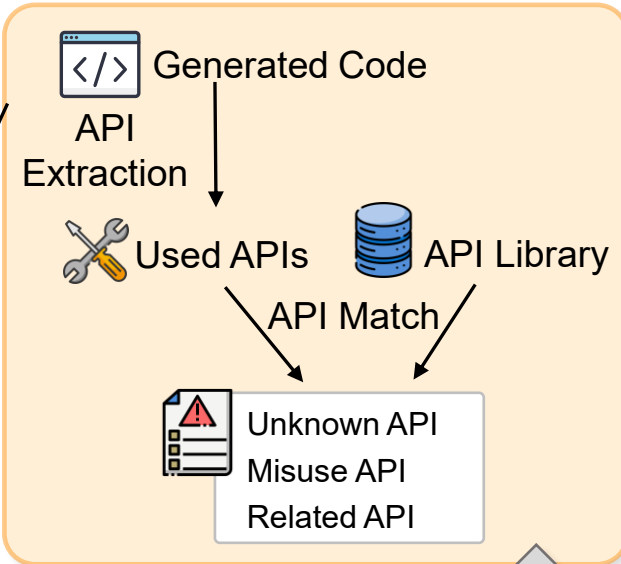 Generated Code
API
Extraction
Used APIs
API Library
API Match
Unknown API
Misuse API
Related API